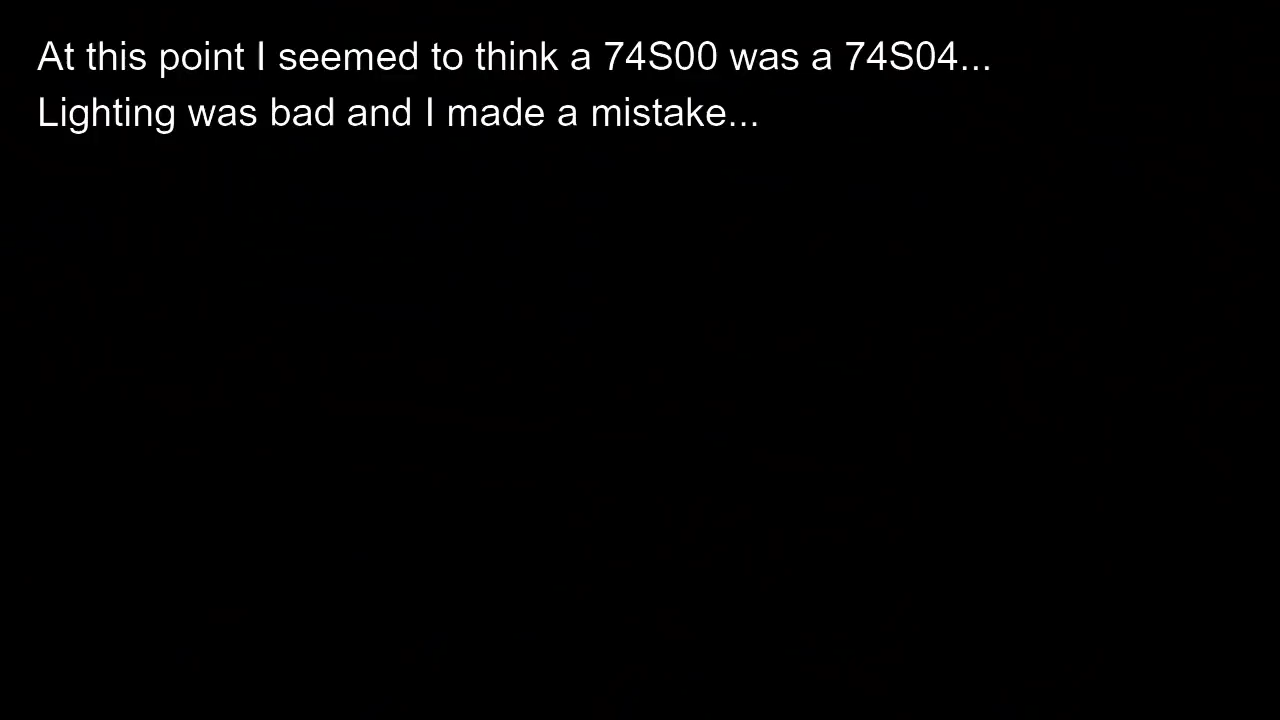 At this point I seemed to think a 74S00 was a 74S04...
Lighting was bad and I made a mistake...